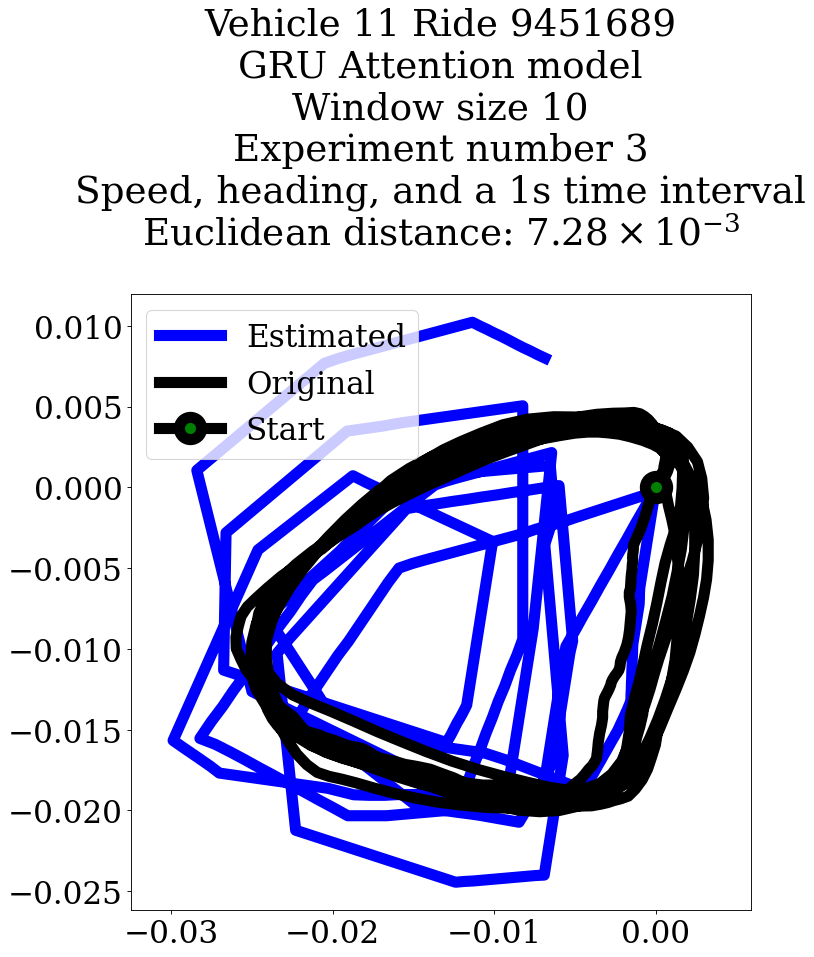 Vehicle 11 Ride 9451689
GRU Attention model
Window size 10
Experiment number 3
Speed, heading, and a 1s time interval
Euclidean distance: 7.28 × 10⁻³
Estimated
Original
Start
0.010
0.005
0.000
−0.005
−0.010
−0.015
−0.020
−0.025
−0.03
−0.02
−0.01
0.00